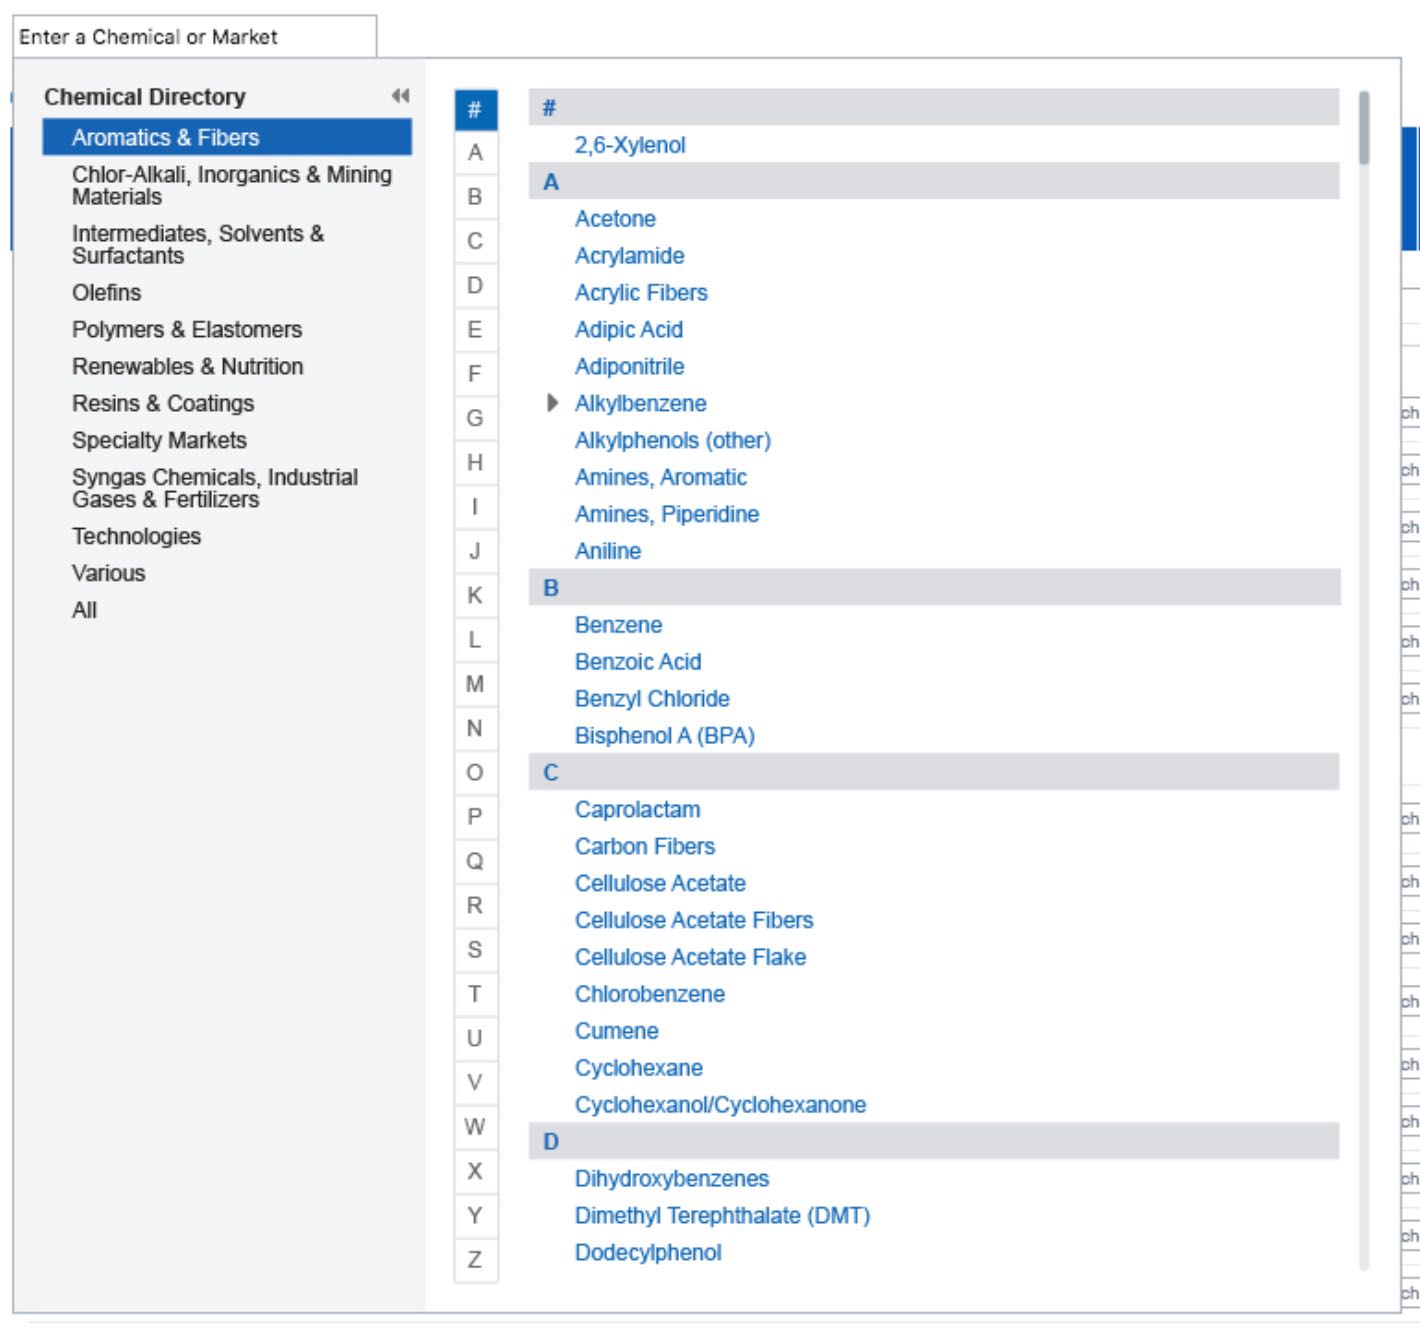 Enter a Chemical or Market
Chemical Directory
Aromatics & Fibers
Chlor-Alkali, Inorganics & Mining
Materials
Intermediates, Solvents &
Surfactants
Olefins
Polymers & Elastomers
Renewables & Nutrition
Resins & Coatings
Specialty Markets
Syngas Chemicals, Industrial
Gases & Fertilizers
Technologies
Various
All
#
A
B
C
D
E
F
G
H
I
J
K
L
M
N
O
P
Q
R
S
T
U
V
W
X
Y
Z
#
2,6-Xylenol
A
Acetone
Acrylamide
Acrylic Fibers
Adipic Acid
Adiponitrile
Alkylbenzene
Alkylphenols (other)
Amines, Aromatic
Amines, Piperidine
Aniline
B
Benzene
Benzoic Acid
Benzyl Chloride
Bisphenol A (BPA)
C
Caprolactam
Carbon Fibers
Cellulose Acetate
Cellulose Acetate Fibers
Cellulose Acetate Flake
Chlorobenzene
Cumene
Cyclohexane
Cyclohexanol/Cyclohexanone
D
Dihydroxybenzenes
Dimethyl Terephthalate (DMT)
Dodecylphenol